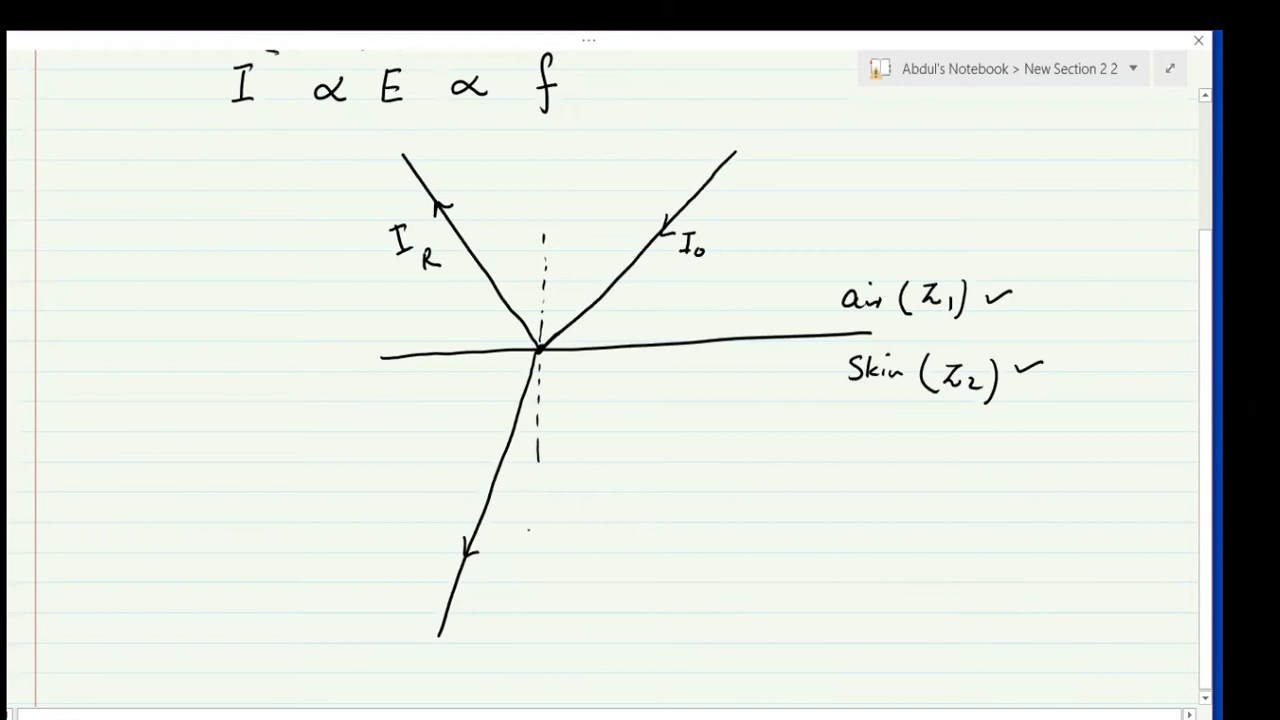 Abdul's Notebook > New Section 2 2
I ∝ E ∝ f
I_R
I_0
air (Z_1) ✓
Skin (Z_2) ✓